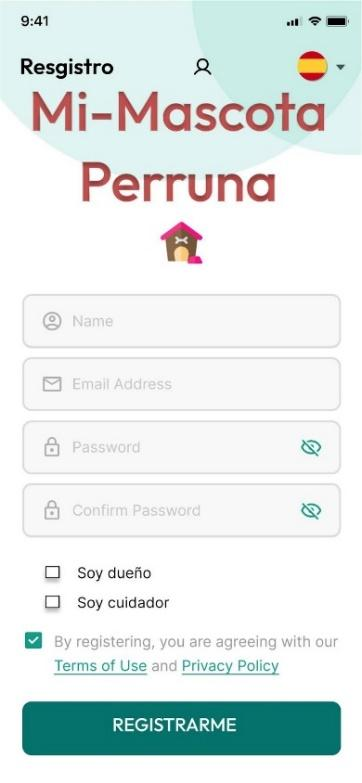 9:41
Resgistro
Mi-Mascota
Perruna
Name
Email Address
Password
Confirm Password
Soy dueño
Soy cuidador
By registering, you are agreeing with our
Terms of Use and Privacy Policy
REGISTRARME